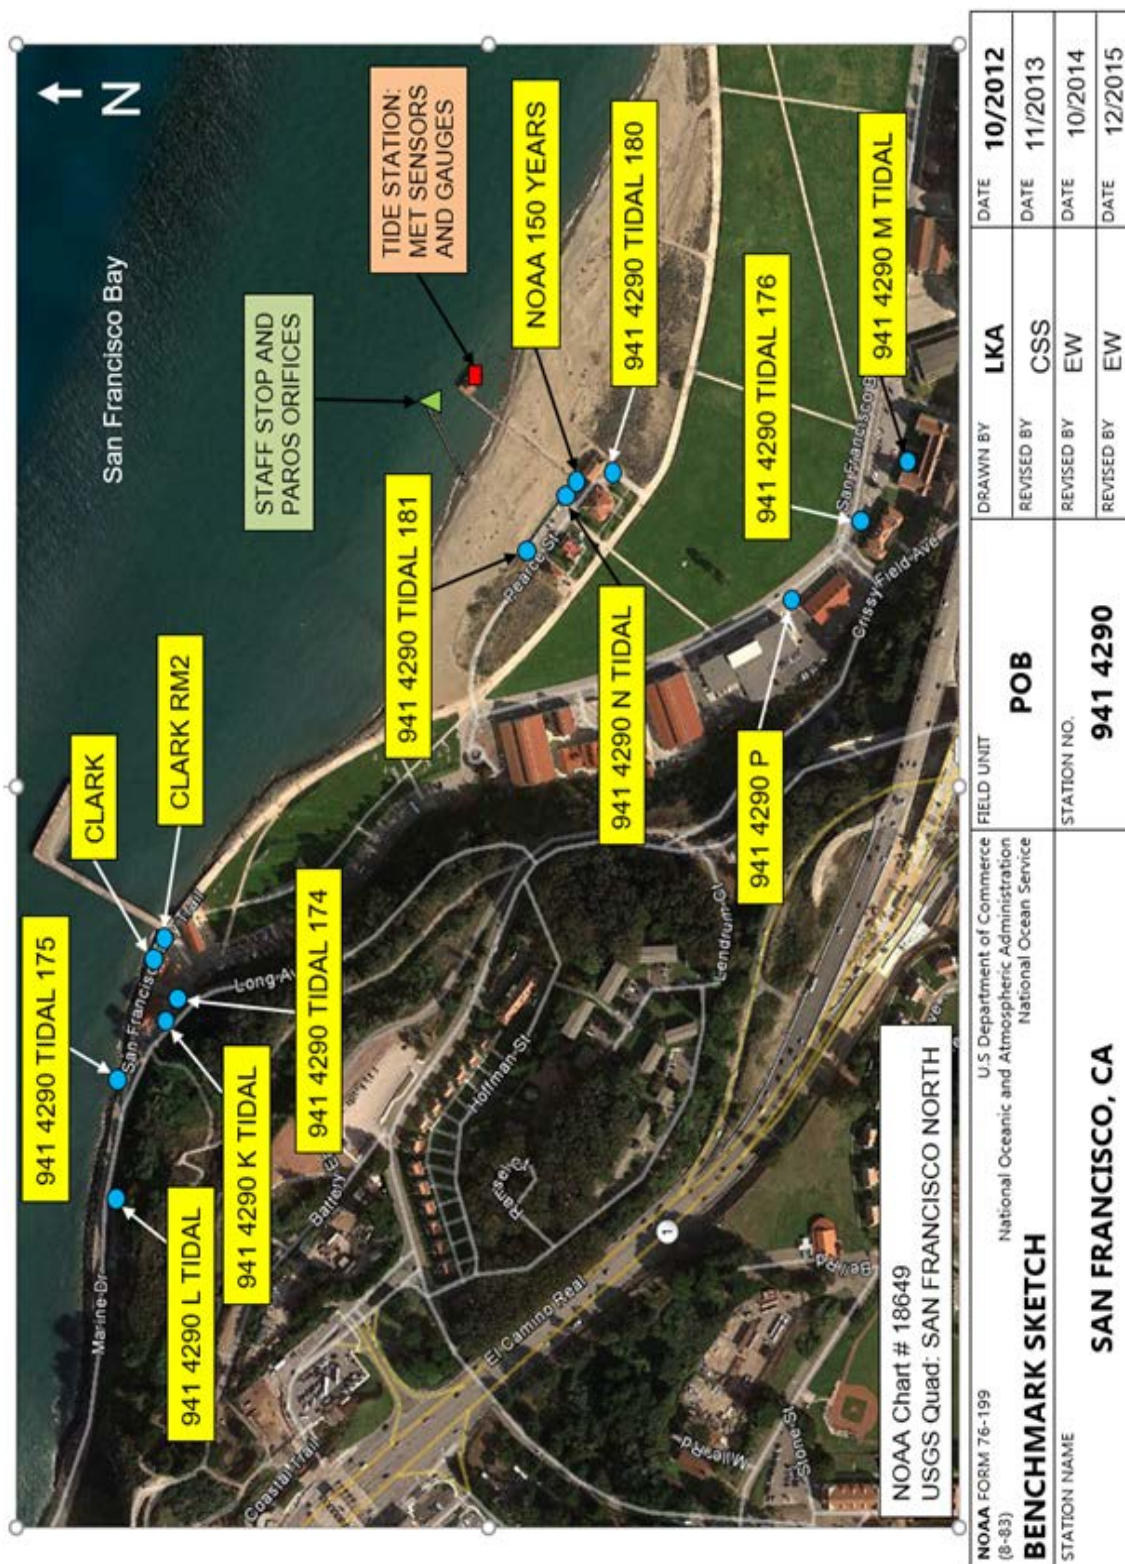 N
San Francisco Bay
CLARK
CLARK RM2
941 4290 TIDAL 175
941 4290 L TIDAL
941 4290 K TIDAL
941 4290 TIDAL 174
STAFF STOP AND
PAROS ORIFICES
TIDE STATION:
MET SENSORS
AND GAUGES
NOAA 150 YEARS
941 4290 TIDAL 180
941 4290 TIDAL 181
941 4290 N TIDAL
941 4290 TIDAL 176
941 4290 P
941 4290 M TIDAL
Marine Dr
San Francisco
Long
Battery
Hoffman St
Coastal Trail
El Camino Real
1
Lendrum Ct
Pearce St
San Francisco B
Crissy Field Ave
Miller Rd
Stone St
Bell Rd
NOAA Chart # 18649
USGS Quad: SAN FRANCISCO NORTH
NOAA FORM 76-199
(8-83)
U.S Department of Commerce
National Oceanic and Atmospheric Administration
National Ocean Service
BENCHMARK SKETCH
STATION NAME
SAN FRANCISCO, CA
FIELD UNIT
POB
STATION NO.
941 4290
DRAWN BY
LKA
DATE
10/2012
REVISED BY
CSS
DATE
11/2013
REVISED BY
EW
DATE
10/2014
REVISED BY
EW
DATE
12/2015